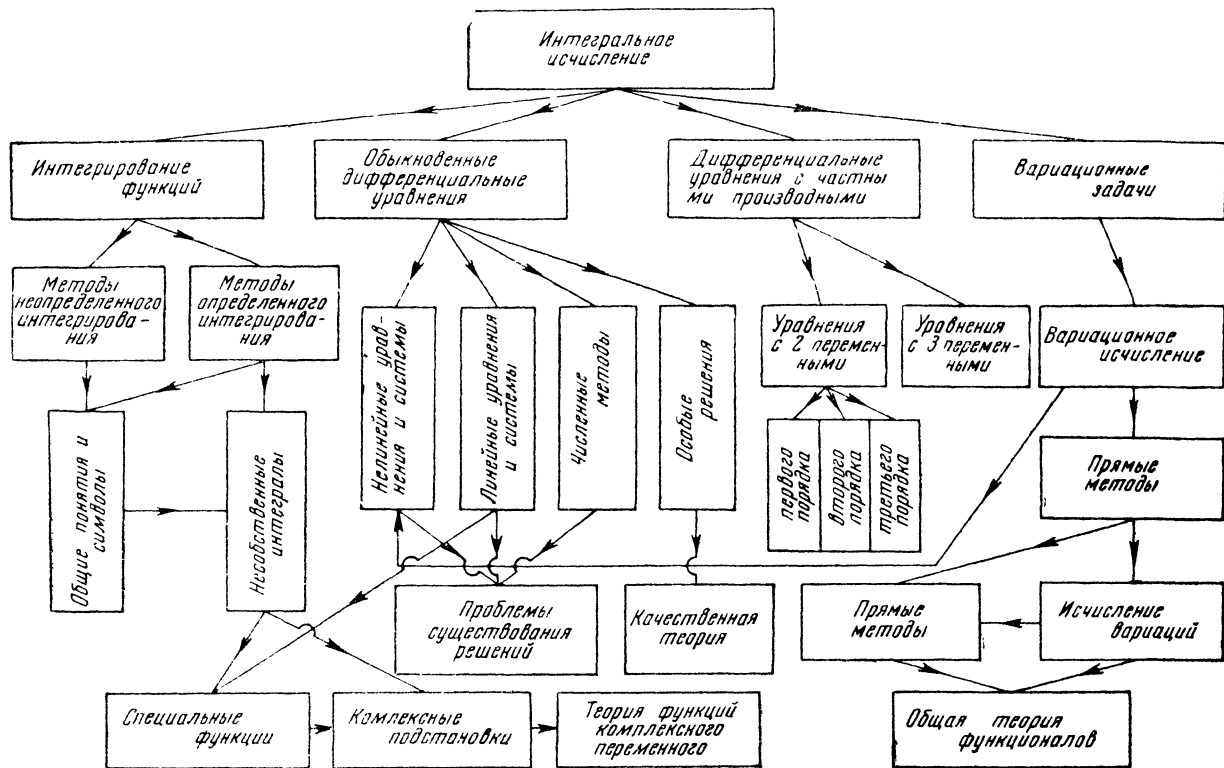 Интегральное
исчисление
Интегрирование
функций
Обыкновенные
дифференциальные
уравнения
Дифференциальные
уравнения с частны
ми производными
Вариационные
задачи
Методы
неопределенного
интегрирова-
ния
Методы
определенного
интегрирова-
ния
Нелинейные урав-
нения и системы
Линейные уравнения
и системы
Численные
методы
Особые
решения
Уравнения
с 2 перемен-
ными
Уравнения
с 3 перемен-
ными
Вариационное
исчисление
Общие понятия и
символы
Несобственные
интегралы
первого
порядка
второго
порядка
третьего
порядка
Прямые
методы
Проблемы
существования
решений
Качественная
теория
Прямые
методы
Исчисление
вариаций
Специальные
функции
Комлексные
подстановки
Теория функций
комплексного
переменного
Общая теория
функционалов